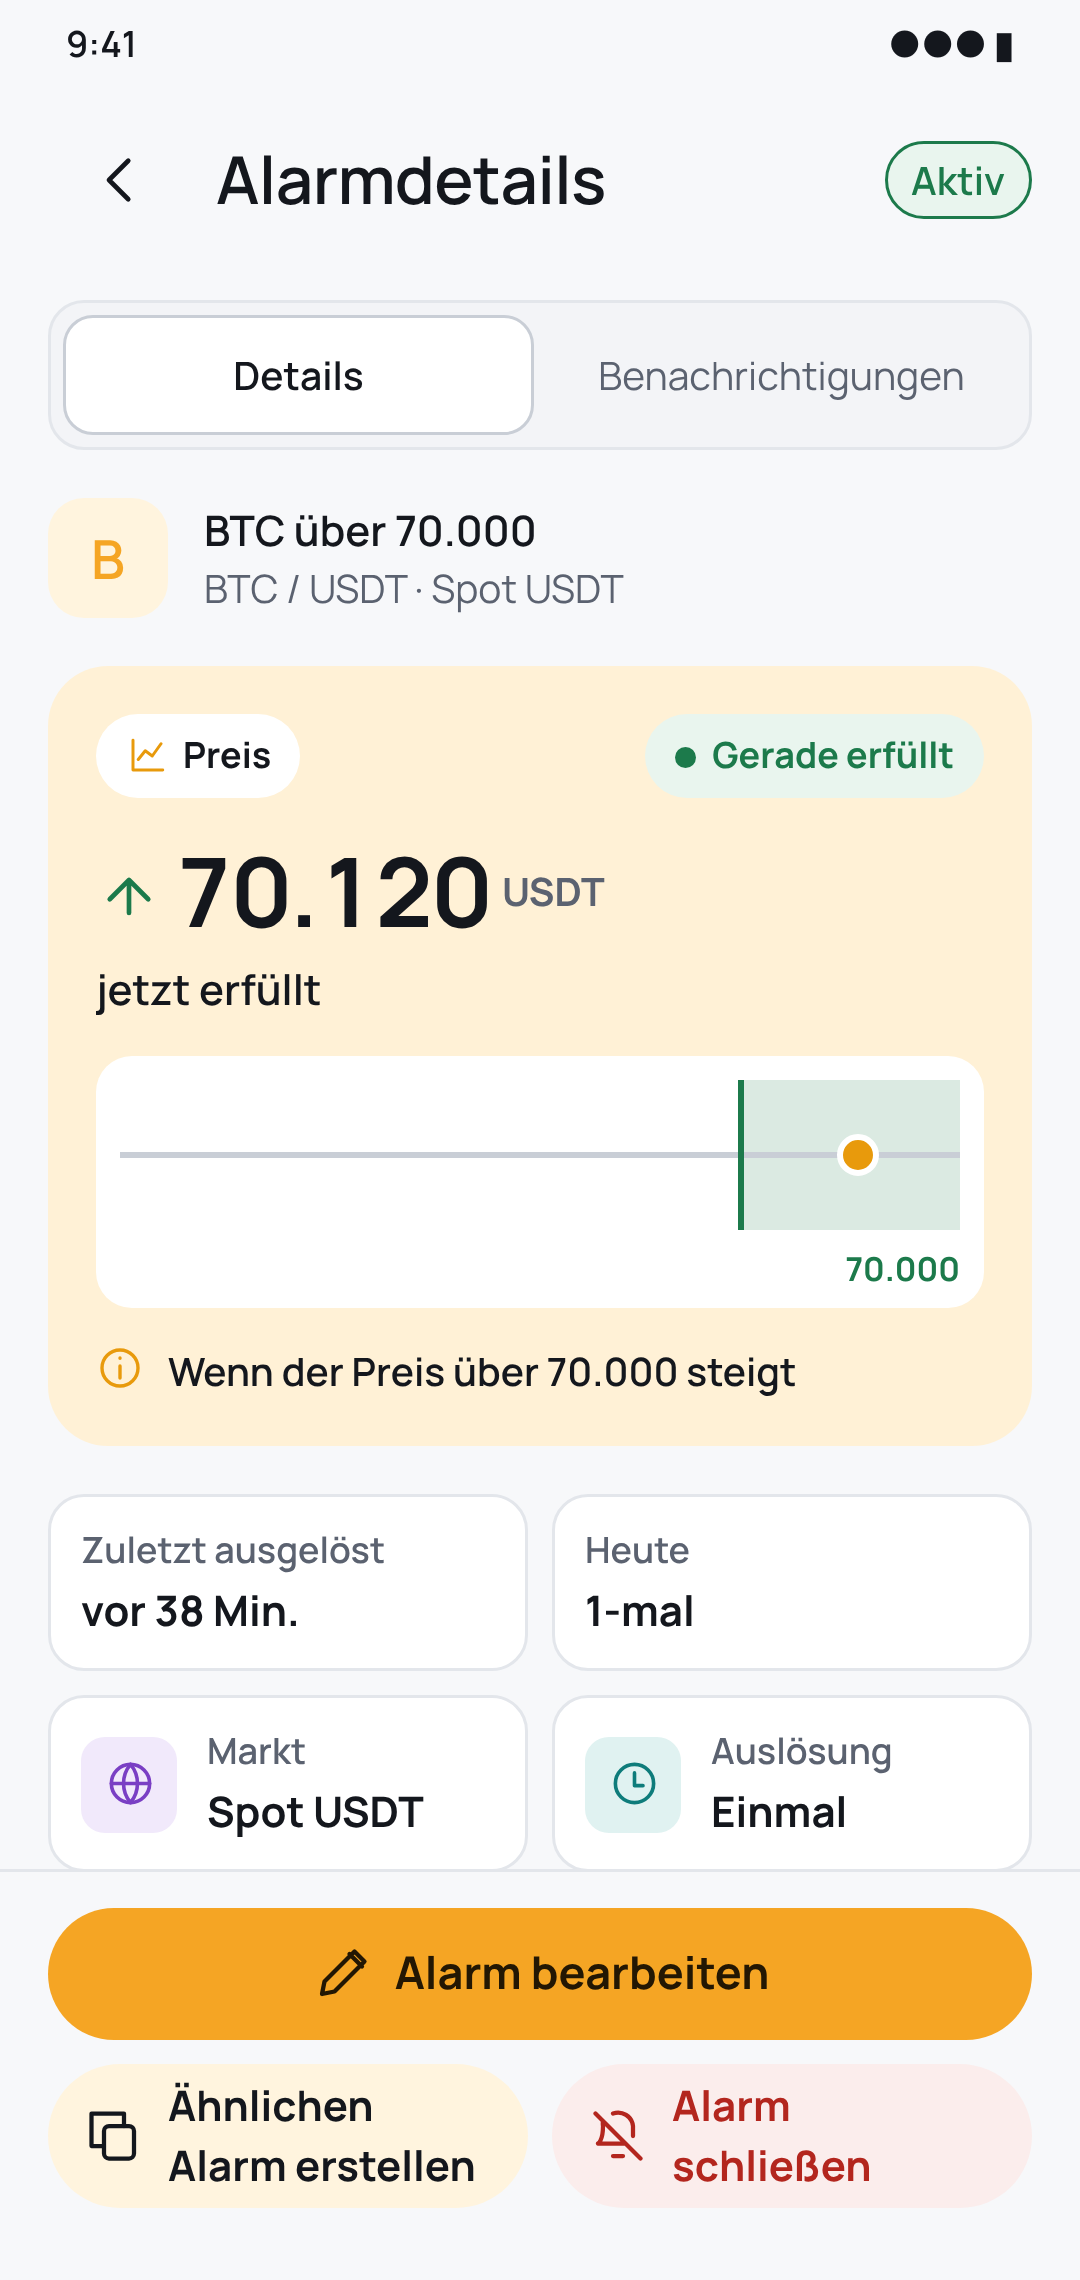 9:41
Alarmdetails
Aktiv
Details
Benachrichtigungen
B
BTC über 70.000
BTC / USDT · Spot USDT
Preis
Gerade erfüllt
70.120 USDT
jetzt erfüllt
70.000
Wenn der Preis über 70.000 steigt
Zuletzt ausgelöst
vor 38 Min.
Heute
1-mal
Markt
Spot USDT
Auslösung
Einmal
Alarm bearbeiten
Ähnlichen
Alarm erstellen
Alarm
schließen